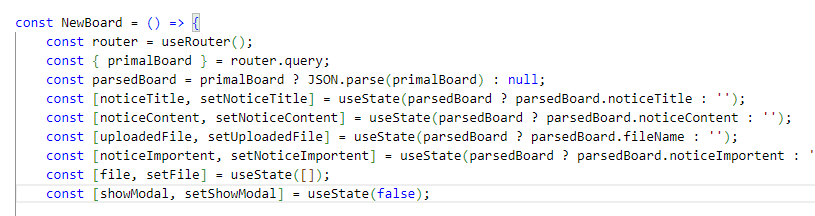 const NewBoard = () => {
const router = useRouter();
const { primalBoard } = router.query;
const parsedBoard = primalBoard ? JSON.parse(primalBoard) : null;
const [noticeTitle, setNoticeTitle] = useState(parsedBoard ? parsedBoard.noticeTitle : '');
const [noticeContent, setNoticeContent] = useState(parsedBoard ? parsedBoard.noticeContent : '');
const [uploadedFile, setUploadedFile] = useState(parsedBoard ? parsedBoard.fileName : '');
const [noticeImportent, setNoticeImportent] = useState(parsedBoard ? parsedBoard.noticeImportent : '
const [file, setFile] = useState([]);
const [showModal, setShowModal] = useState(false);